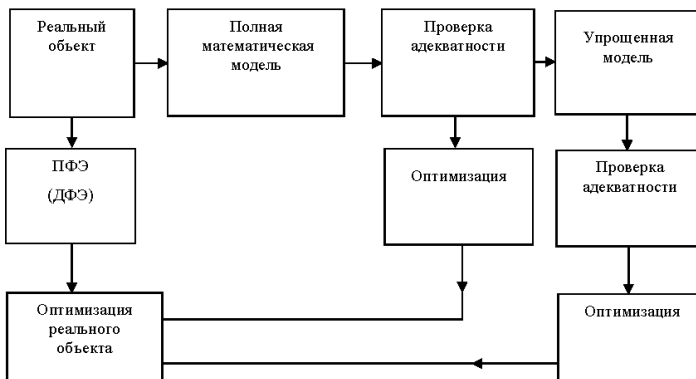 Реальный
объект
Полная
математическая
модель
Проверка
адекватности
Упрощенная
модель
ПФЭ
(ДФЭ)
Оптимизация
Проверка
адекватности
Оптимизация
реального
объекта
Оптимизация